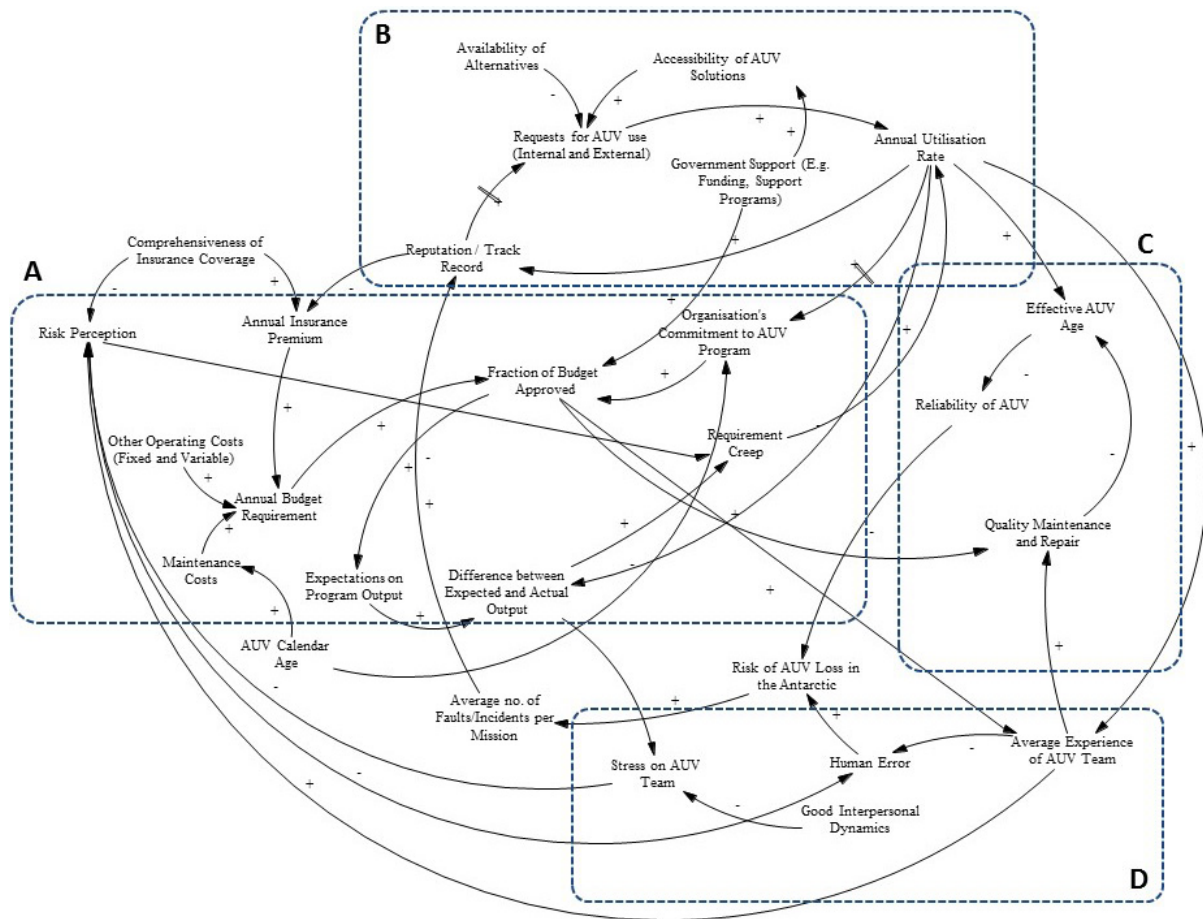 B
Availability of
Alternatives
-
Accessibility of AUV
Solutions
+
+
+
Requests for AUV use
(Internal and External)
Annual Utilisation
Rate
Government Support (E.g.
Funding, Support
Programs)
+
+
Comprehensiveness of
Insurance Coverage
Reputation / Track
Record
+
+
C
A
-
+
-
+
Risk Perception
Annual Insurance
Premium
Organisation's
Commitment to AUV
Program
Effective AUV
Age
+
+
Fraction of Budget
Approved
+
-
Reliability of AUV
+
+
-
Requirement
Creep
+
-
-
Other Operating Costs
(Fixed and Variable)
+
+
Annual Budget
Requirement
+
+
+
+
-
Quality Maintenance
and Repair
Maintenance
Costs
Expectations on
Program Output
Difference between
Expected and Actual
Output
-
+
+
+
AUV Calendar
Age
+
-
Risk of AUV Loss in
the Antarctic
Average no. of
Faults/Incidents per
Mission
+
+
-
Average Experience
of AUV Team
Stress on AUV
Team
Human Error
-
+
-
Good Interpersonal
Dynamics
D